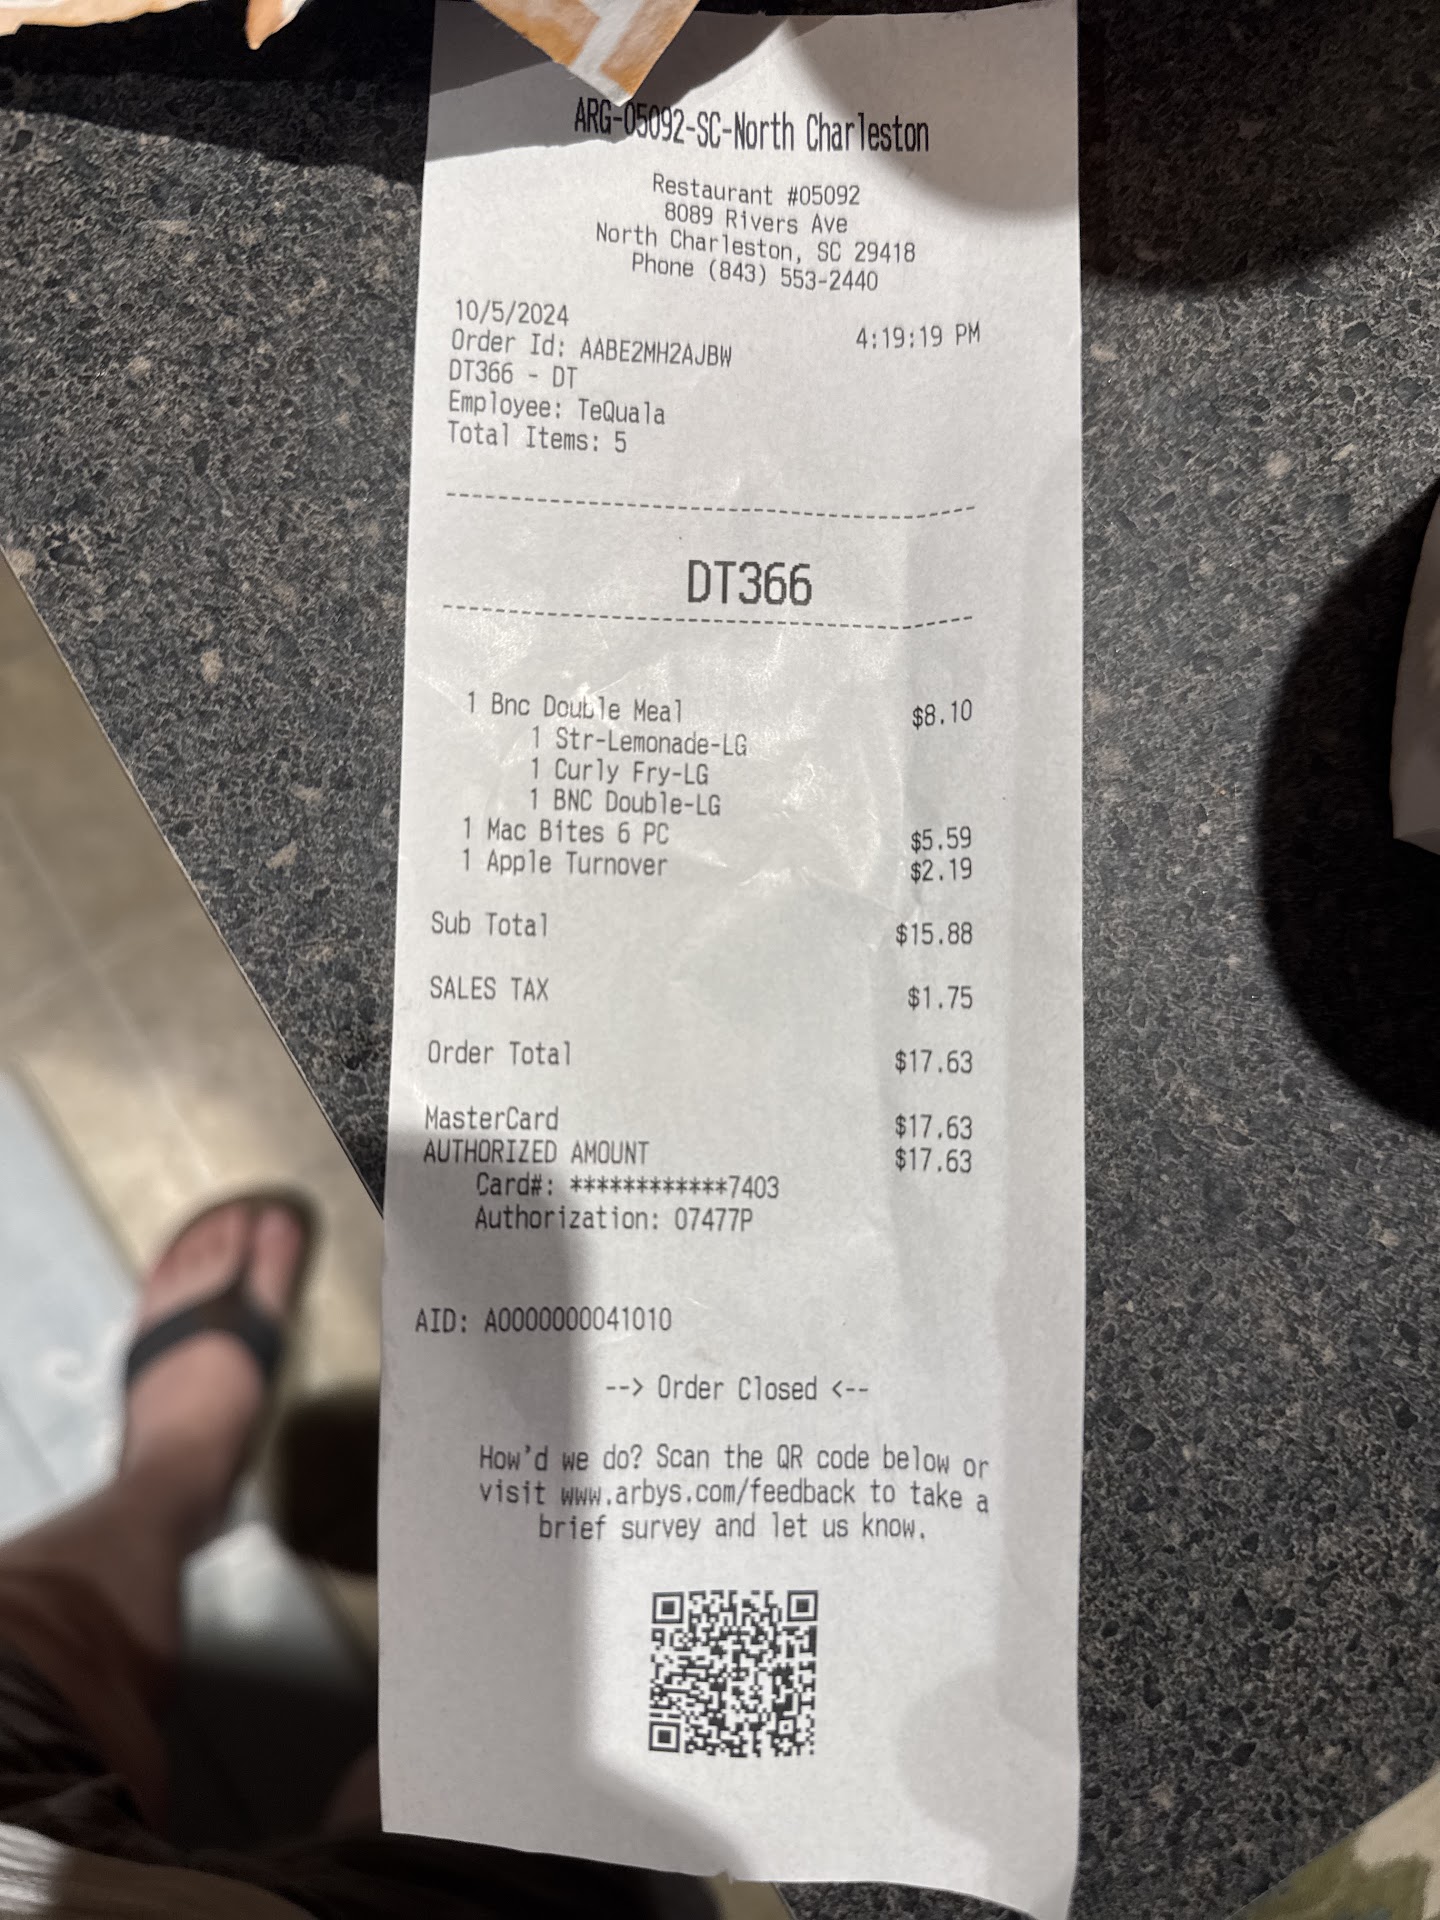 ARG-05092-SC-North Charleston
Restaurant #05092
8089 Rivers Ave
North Charleston, SC 29418
Phone (843) 553-2440
10/5/2024 4:19:19 PM
Order Id: AABE2MH2AJBW
DT366 - DT
Employee: TeQuala
Total Items: 5
DT366
1 Bnc Double Meal $8.10
1 Str-Lemonade-LG
1 Curly Fry-LG
1 BNC Double-LG
1 Mac Bites 6 PC $5.59
1 Apple Turnover $2.19
Sub Total $15.88
SALES TAX $1.75
Order Total $17.63
MasterCard $17.63
AUTHORIZED AMOUNT $17.63
Card#: ************7403
Authorization: 07477P
AID: A0000000041010
--> Order Closed <--
How'd we do? Scan the QR code below or
visit www.arbys.com/feedback to take a
brief survey and let us know.